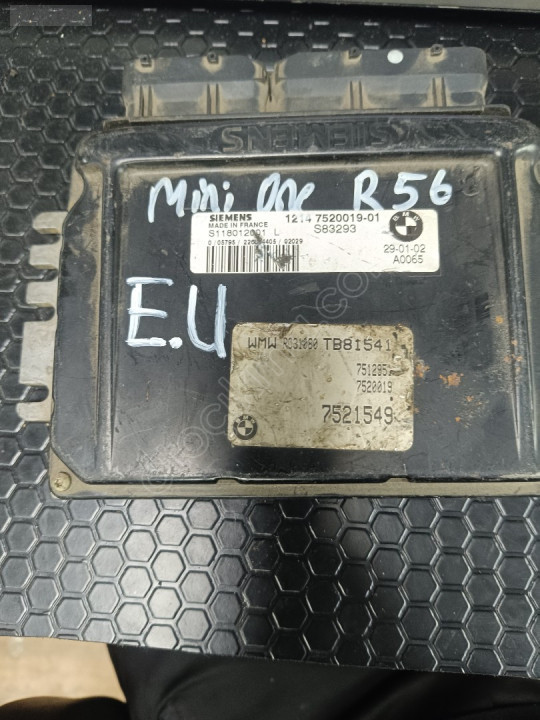 SIEMENS
Mini One R56
SIEMENS
MADE IN FRANCE
1214 7520019-01
S118012001 L
S83293
29-01-02
A0065
E.U
WMW
TB81541
7520019
7521549